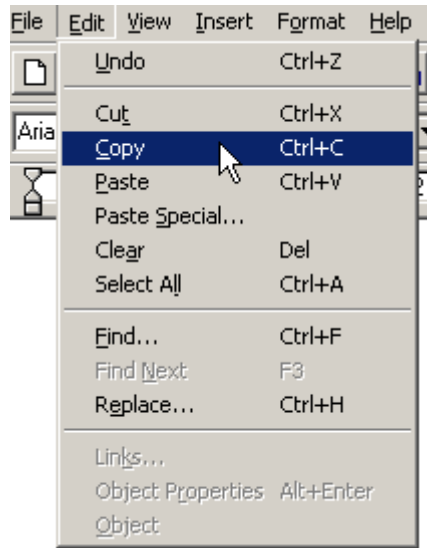 File Edit View Insert Format Help
Undo Ctrl+Z
Cut Ctrl+X
Aria
Copy Ctrl+C
Paste Ctrl+V
Paste Special...
Clear Del
Select All Ctrl+A
Find... Ctrl+F
Find Next F3
Replace... Ctrl+H
Links...
Object Properties Alt+Enter
Object